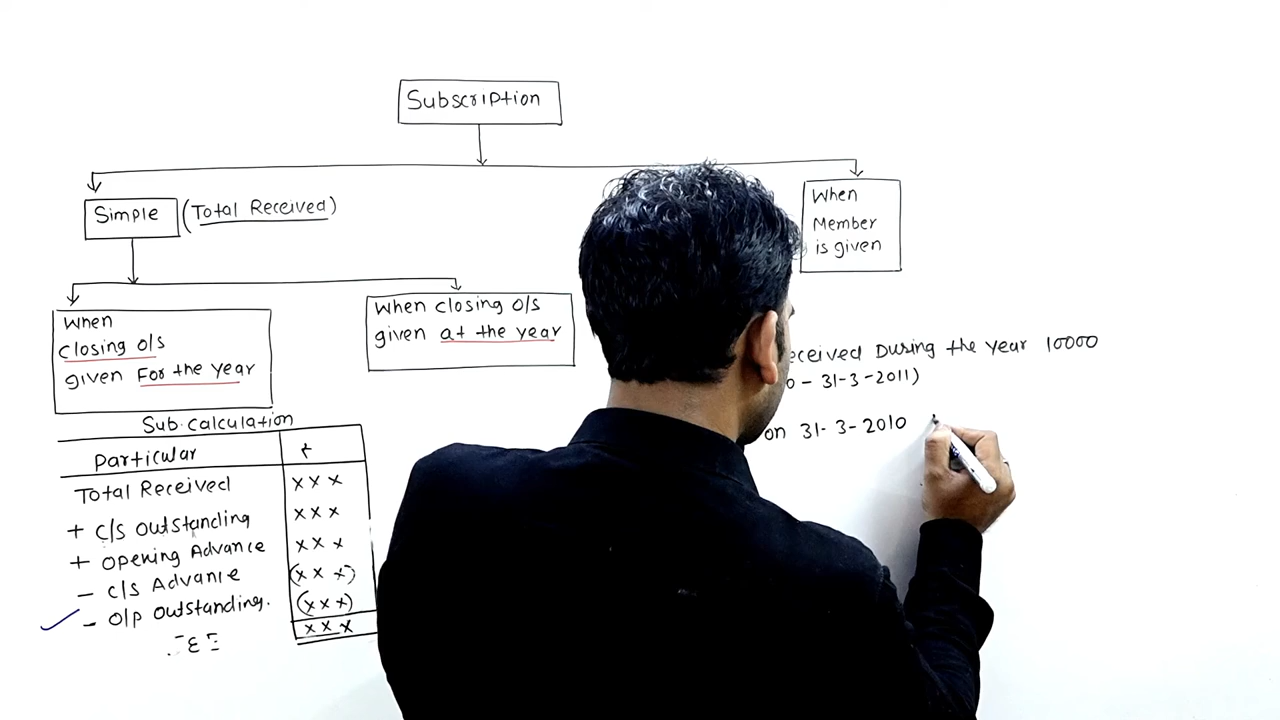 Subscription
Simple (Total Received)
When
Member
is given
When
closing o/s
given For the year
When closing o/s
given at the year
eceived During the year 10000
0 - 31-3-2011)
on 31-3-2010
Sub.calculation
Particular
Total Received xxx
+ c/s outstanding xxx
+ opening Advance xxx
- c/s Advance (xxx)
- o/p outstanding. (xxx)
xxx